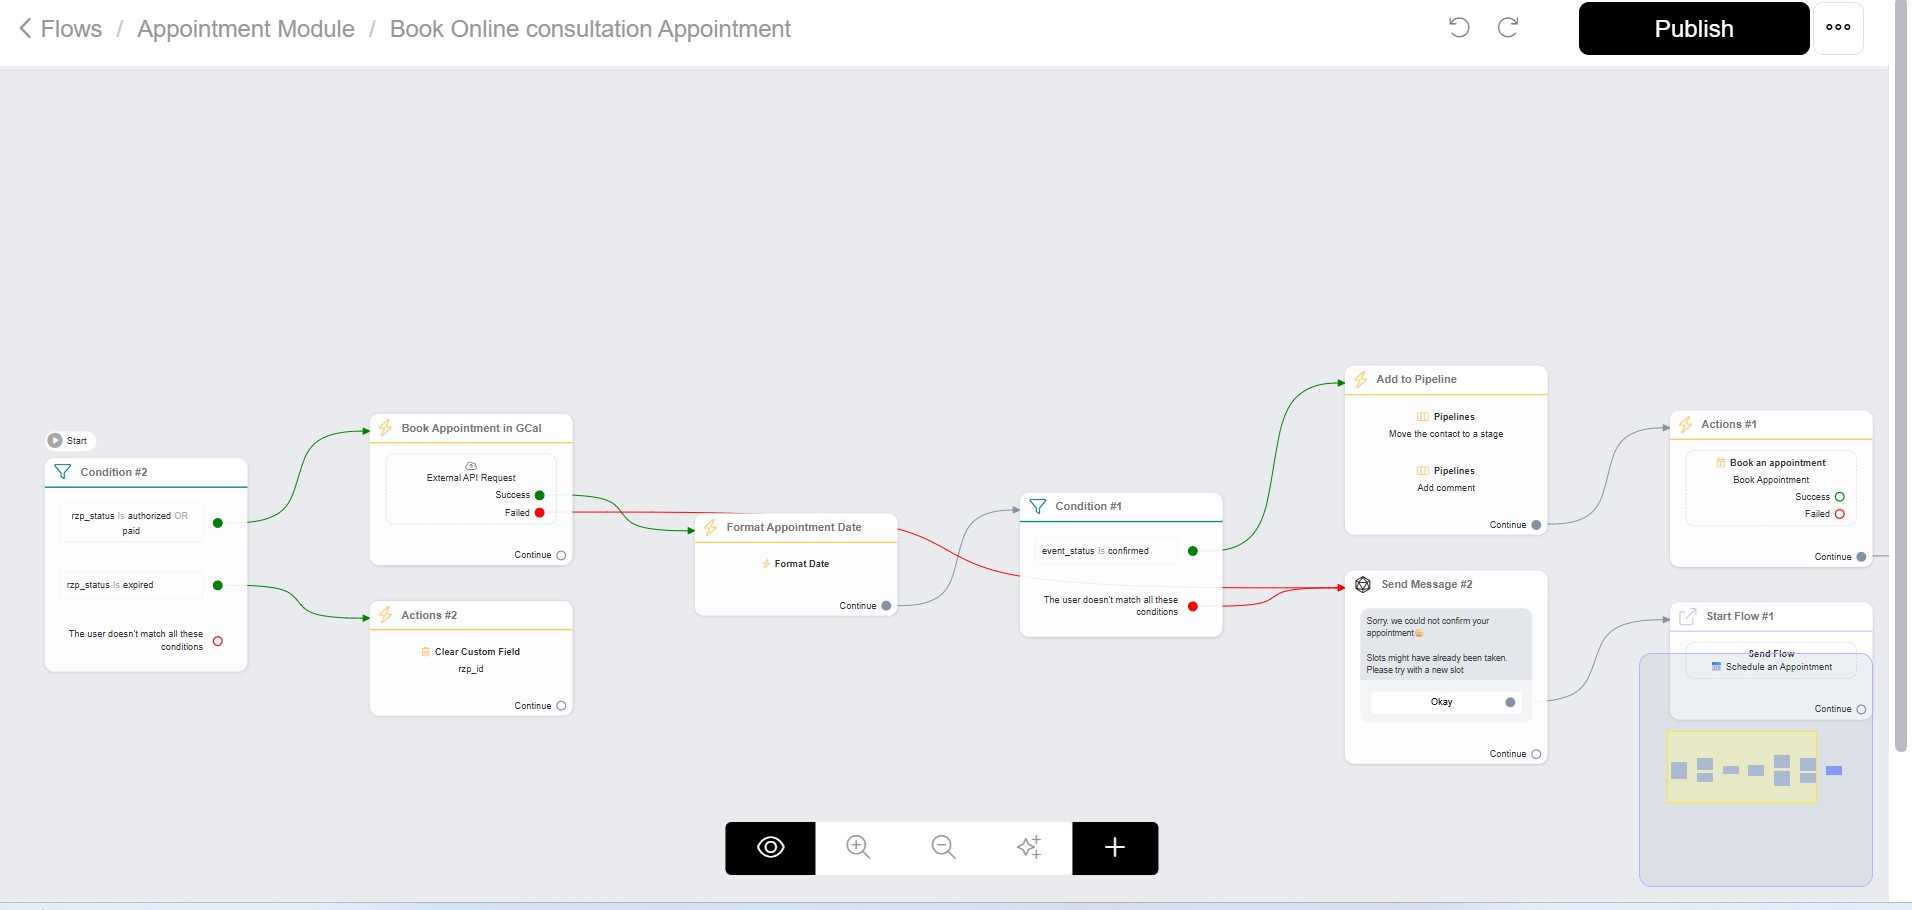 Flows / Appointment Module / Book Online consultation Appointment
Publish
Start
Condition #2
rzp_status Is authorized OR
paid
rzp_status Is expired
The user doesn't match all these
conditions
Book Appointment in GCal
External API Request
Success
Failed
Continue
Actions #2
Clear Custom Field
rzp_id
Continue
Format Appointment Date
Format Date
Continue
Condition #1
event_status Is confirmed
The user doesn't match all these
conditions
Add to Pipeline
Pipelines
Move the contact to a stage
Pipelines
Add comment
Continue
Send Message #2
Sorry. we could not confirm your
appointment
Slots might have already been taken.
Please try with a new slot
Okay
Continue
Actions #1
Book an appointment
Book Appointment
Success
Failed
Continue
Start Flow #1
Send Flow
Schedule an Appointment
Continue